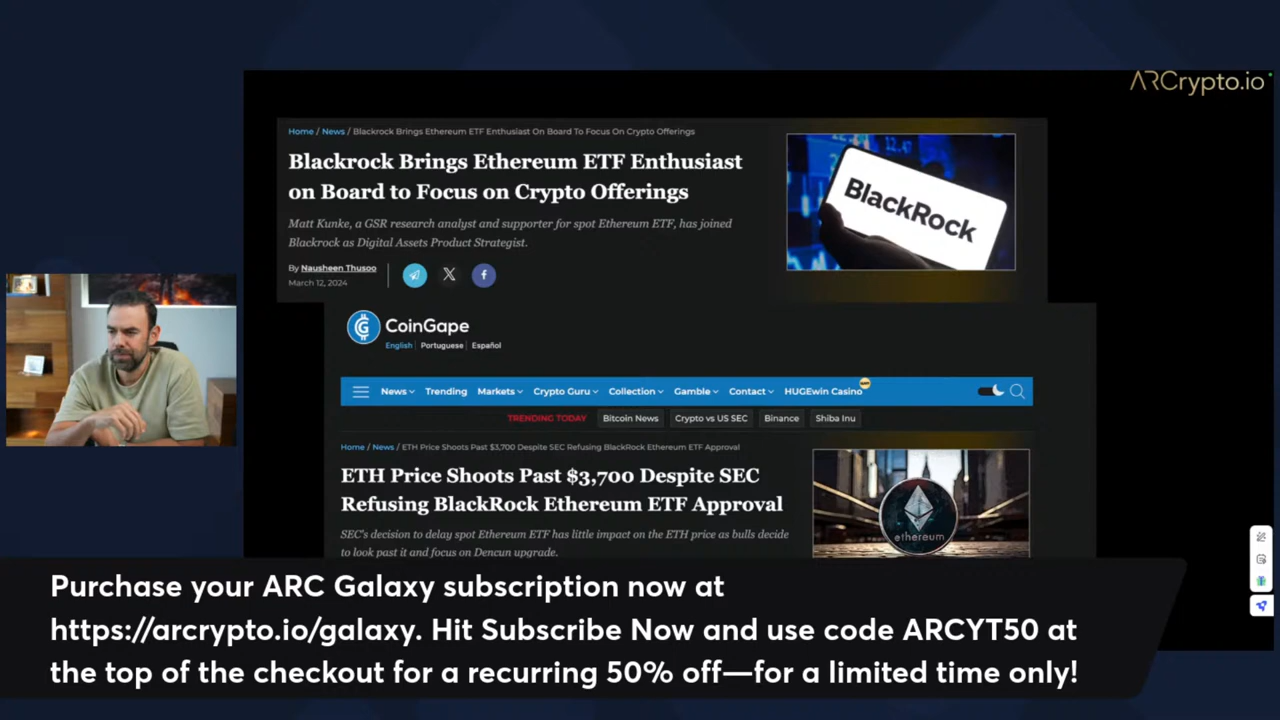 ARCrypto.io
Home / News / Blackrock Brings Ethereum ETF Enthusiast On Board To Focus On Crypto Offerings
Blackrock Brings Ethereum ETF Enthusiast
on Board to Focus on Crypto Offerings
Matt Kunke, a GSR research analyst and supporter for spot Ethereum ETF, has joined
Blackrock as Digital Assets Product Strategist.
By Nausheen Thusoo
March 12, 2024
12.47
BlackRock
CoinGape
English Portuguese Español
News Trending Markets Crypto Guru Collection Gamble Contact HUGEwin Casino
TRENDING TODAY Bitcoin News Crypto vs US SEC Binance Shiba Inu
Home / News / ETH Price Shoots Past $3,700 Despite SEC Refusing BlackRock Ethereum ETF Approval
ETH Price Shoots Past $3,700 Despite SEC
Refusing BlackRock Ethereum ETF Approval
SEC's decision to delay spot Ethereum ETF has little impact on the ETH price as bulls decide
to look past it and focus on Dencun upgrade.
ethereum
Purchase your ARC Galaxy subscription now at
https://arcrypto.io/galaxy. Hit Subscribe Now and use code ARCYT50 at
the top of the checkout for a recurring 50% off—for a limited time only!